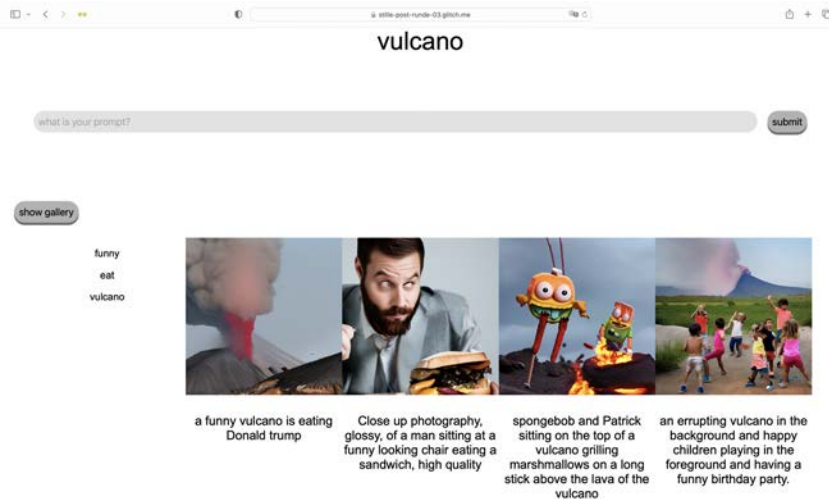 stille-post-runde-03.glitch.me
vulcano
what is your prompt?
submit
show gallery
funny
eat
vulcano
a funny vulcano is eating
Donald trump
Close up photography,
glossy, of a man sitting at a
funny looking chair eating a
sandwich, high quality
spongebob and Patrick
sitting on the top of a
vulcano grilling
marshmallows on a long
stick above the lava of the
vulcano
an errupting vulcano in the
background and happy
children playing in the
foreground and having a
funny birthday party.